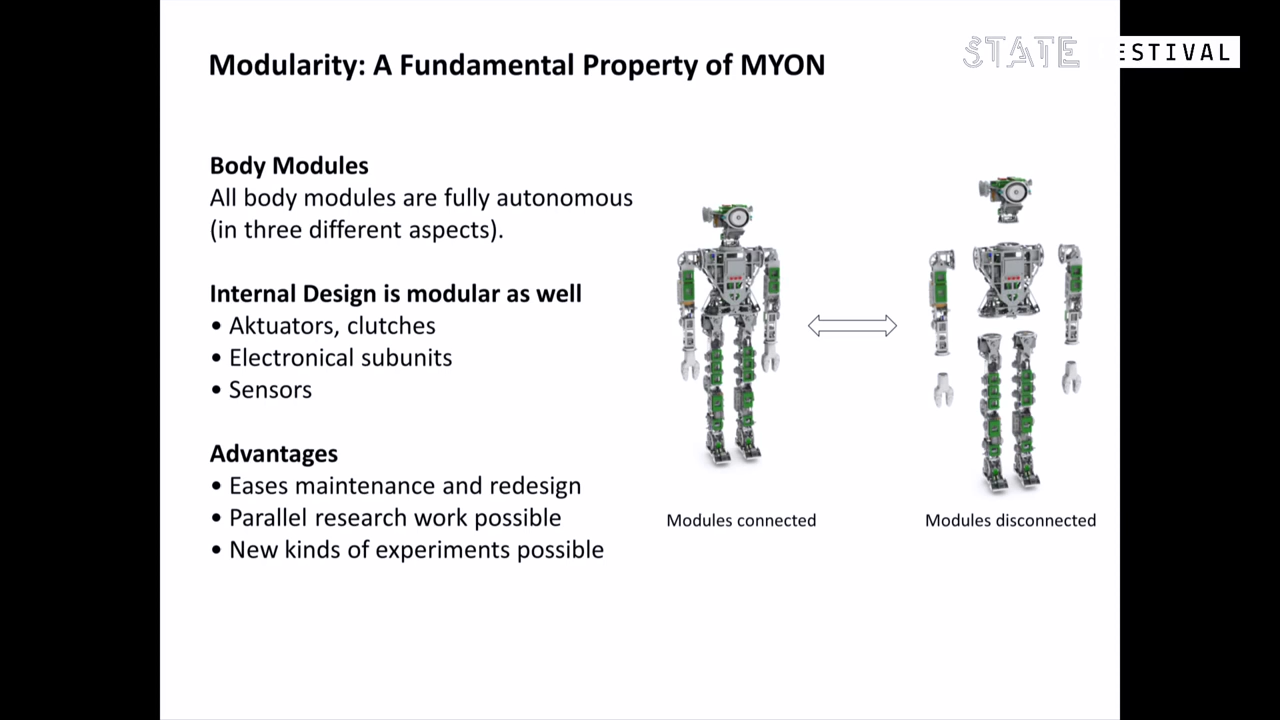 Modularity: A Fundamental Property of MYON
STATE ESTIVAL
Body Modules
All body modules are fully autonomous
(in three different aspects).
Internal Design is modular as well
• Aktuators, clutches
• Electronical subunits
• Sensors
Advantages
• Eases maintenance and redesign
• Parallel research work possible
• New kinds of experiments possible
Modules connected
Modules disconnected